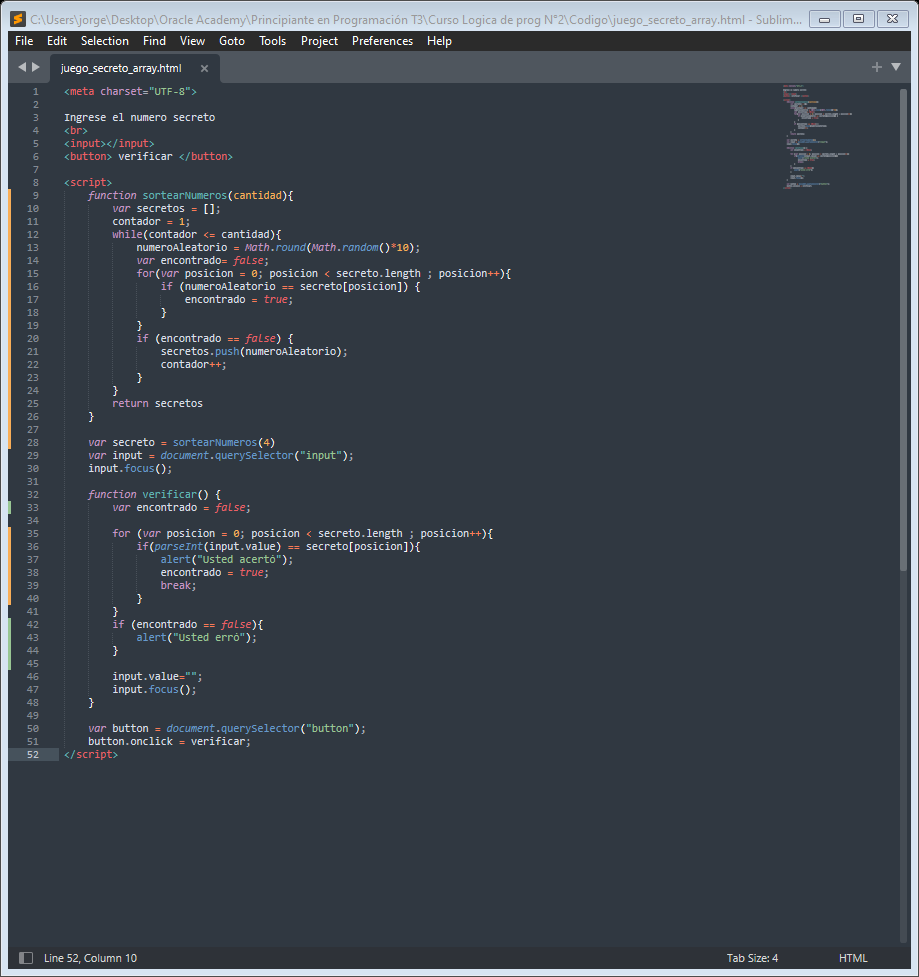 C:\Users\jorge\Desktop\Oracle Academy\Principiante en Programación T3\Curso Logica de prog N°2\Codigo\juego_secreto_array.html - Sublim...
File Edit Selection Find View Goto Tools Project Preferences Help
juego_secreto_array.html
1 <meta charset="UTF-8">
2
3 Ingrese el numero secreto
4 <br>
5 <input></input>
6 <button> verificar </button>
7
8 <script>
9     function sortearNumeros(cantidad){
10         var secretos = [];
11         contador = 1;
12         while(contador <= cantidad){
13             numeroAleatorio = Math.round(Math.random()*10);
14             var encontrado= false;
15             for(var posicion = 0; posicion < secreto.length ; posicion++){
16                 if (numeroAleatorio == secreto[posicion]) {
17                     encontrado = true;
18                 }
19             }
20             if (encontrado == false) {
21                 secretos.push(numeroAleatorio);
22                 contador++;
23             }
24         }
25         return secretos
26     }
27
28     var secreto = sortearNumeros(4)
29     var input = document.querySelector("input");
30     input.focus();
31
32     function verificar() {
33         var encontrado = false;
34
35         for (var posicion = 0; posicion < secreto.length ; posicion++){
36             if(parseInt(input.value) == secreto[posicion]){
37                 alert("Usted acertó");
38                 encontrado = true;
39                 break;
40             }
41         }
42         if (encontrado == false){
43             alert("Usted erró");
44         }
45
46         input.value="";
47         input.focus();
48     }
49
50     var button = document.querySelector("button");
51     button.onclick = verificar;
52 </script>
Line 52, Column 10 Tab Size: 4 HTML